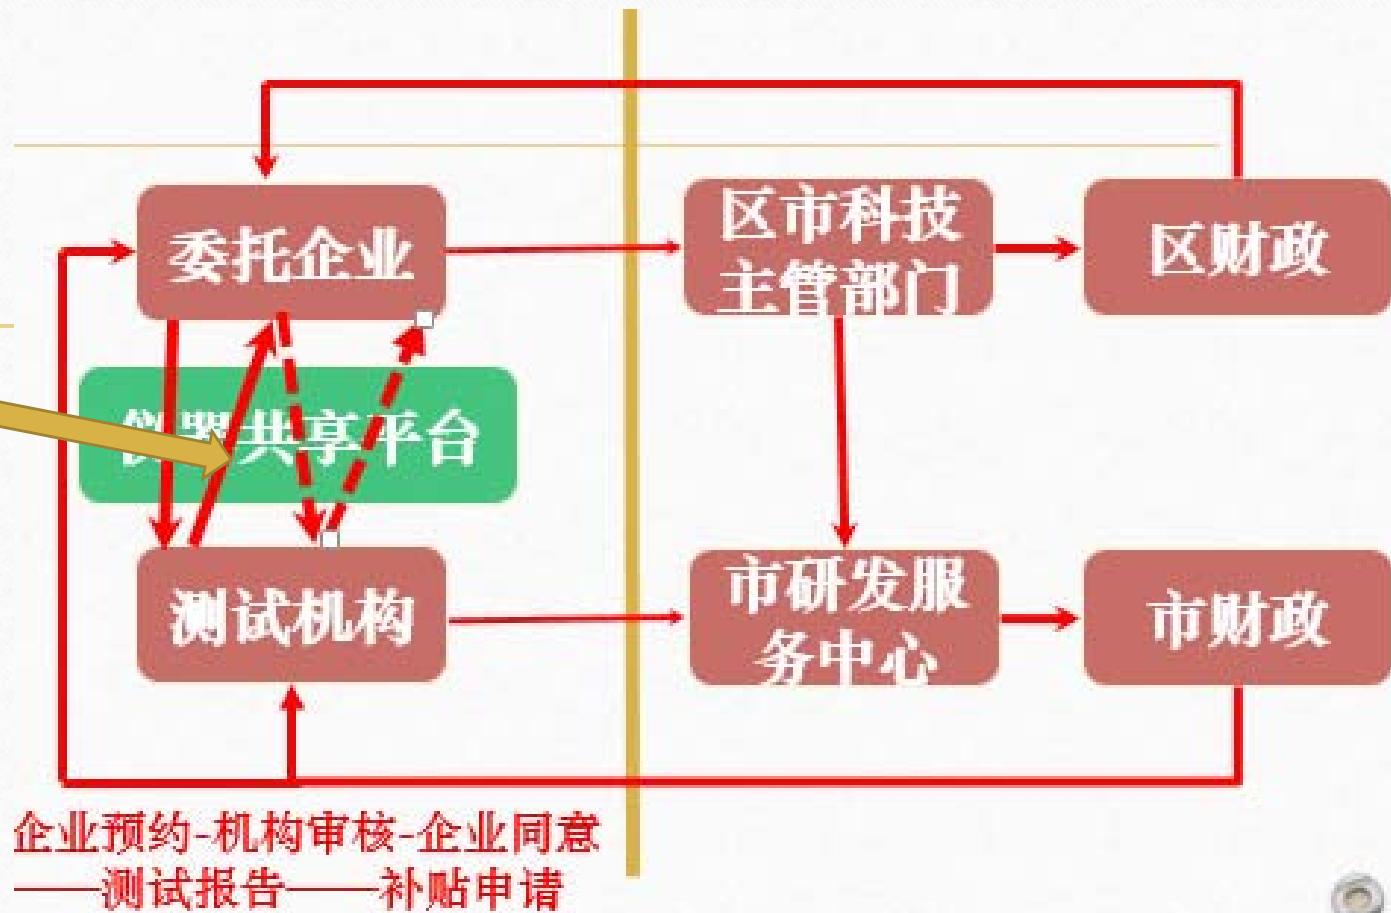 委托企业
区市科技
主管部门
区财政
仪器共享平台
测试机构
市研发服
务中心
市财政
企业预约-机构审核-企业同意
——测试报告——补贴申请